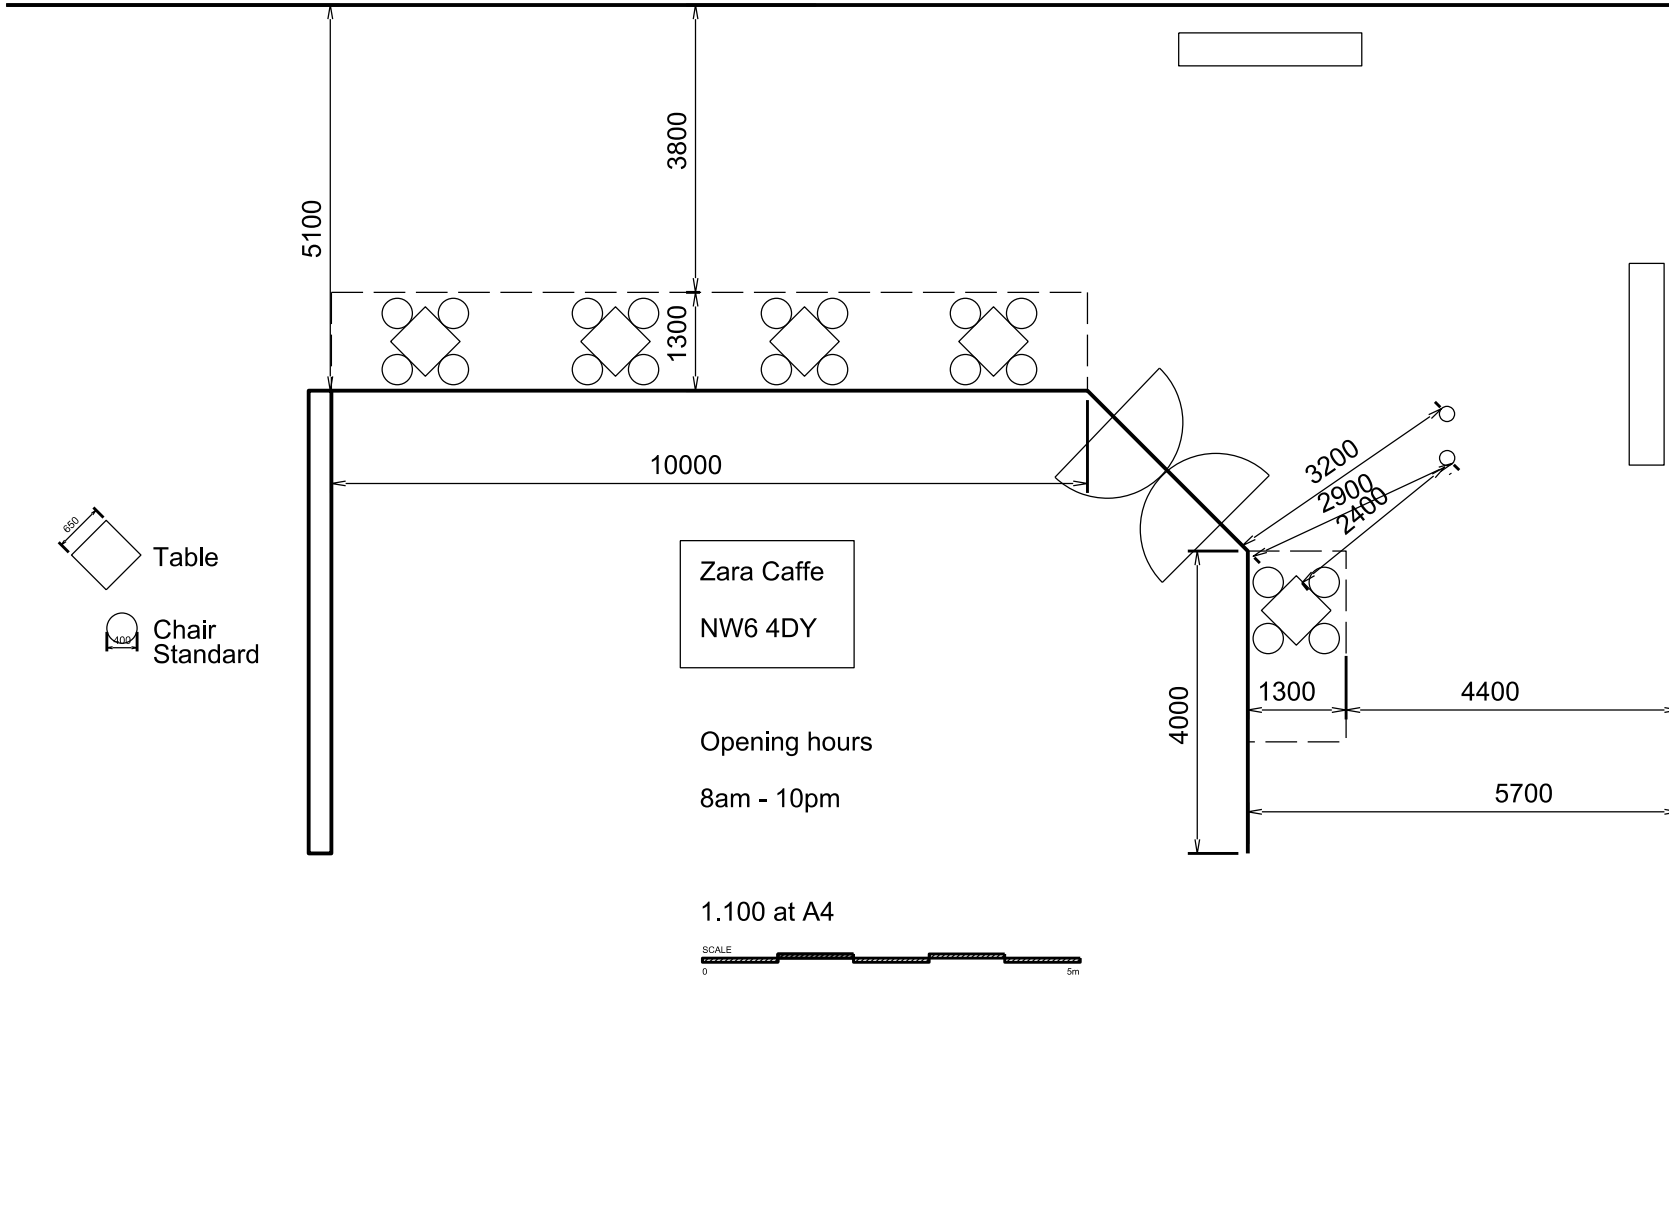 3800
5100
1300
10000
3200
2900
2400
650
Table
400
Chair
Standard
Zara Caffe
NW6 4DY
1300
4400
4000
Opening hours
8am - 10pm
5700
1.100 at A4
SCALE
0
5m